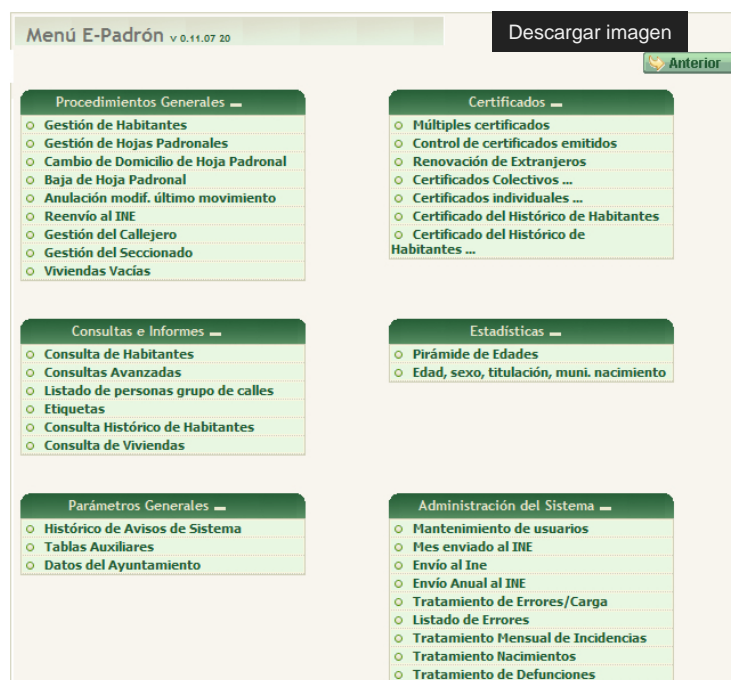 Menú E-Padrón v 0.11.07 20
Descargar imagen
Anterior
Procedimientos Generales
Gestión de Habitantes
Gestión de Hojas Padronales
Cambio de Domicilio de Hoja Padronal
Baja de Hoja Padronal
Anulación modif. último movimiento
Reenvío al INE
Gestión del Callejero
Gestión del Seccionado
Viviendas Vacías
Certificados
Múltiples certificados
Control de certificados emitidos
Renovación de Extranjeros
Certificados Colectivos ...
Certificados individuales ...
Certificado del Histórico de Habitantes
Certificado del Histórico de
Habitantes ...
Consultas e Informes
Consulta de Habitantes
Consultas Avanzadas
Listado de personas grupo de calles
Etiquetas
Consulta Histórico de Habitantes
Consulta de Viviendas
Estadísticas
Pirámide de Edades
Edad, sexo, titulación, muni. nacimiento
Parámetros Generales
Histórico de Avisos de Sistema
Tablas Auxiliares
Datos del Ayuntamiento
Administración del Sistema
Mantenimiento de usuarios
Mes enviado al INE
Envío al Ine
Envío Anual al INE
Tratamiento de Errores/Carga
Listado de Errores
Tratamiento Mensual de Incidencias
Tratamiento Nacimientos
Tratamiento de Defunciones